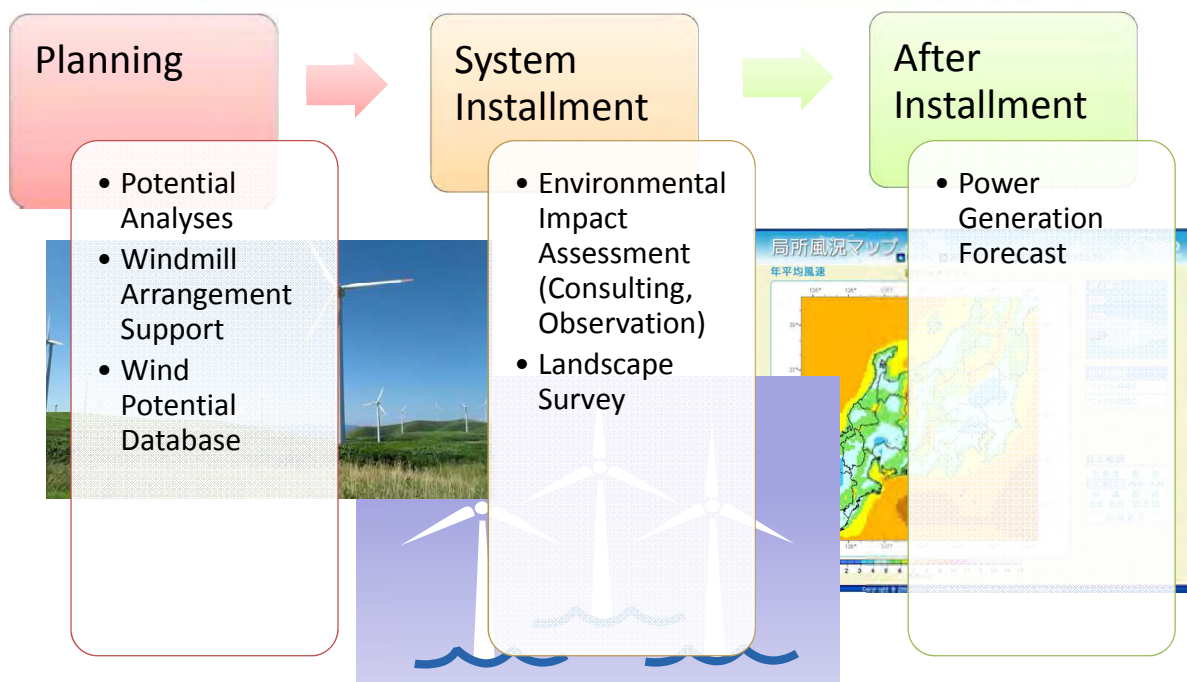 Planning
System
Installment
After
Installment
• Potential
Analyses
• Windmill
Arrangement
Support
• Wind
Potential
Database
• Environmental
Impact
Assessment
(Consulting,
Observation)
• Landscape
Survey
• Power
Generation
Forecast
局所風況マップ
年平均風速